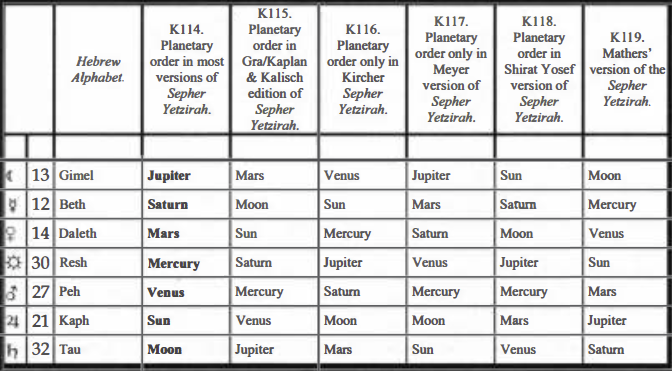 Hebrew
Alphabet.
K114.
Planetary
order in most
versions of
Sepher
Yetzirah.
K115.
Planetary
order in
Gra/Kaplan
& Kalisch
edition of
Sepher
Yetzirah.
K116.
Planetary
order only in
Kircher
Sepher
Yetzirah.
K117.
Planetary
order only in
Meyer
version of
Sepher
Yetzirah.
K118.
Planetary
order in
Shirat Yosef
version of
Sepher
Yetzirah.
K119.
Mathers’
version of the
Sepher
Yetzirah.
☾ 13 Gimel Jupiter Mars Venus Jupiter Sun Moon
☿ 12 Beth Saturn Moon Sun Mars Saturn Mercury
♀ 14 Daleth Mars Sun Mercury Saturn Moon Venus
☼ 30 Resh Mercury Saturn Jupiter Venus Jupiter Sun
♂ 27 Peh Venus Mercury Saturn Mercury Mercury Mars
♃ 21 Kaph Sun Venus Moon Moon Mars Jupiter
♄ 32 Tau Moon Jupiter Mars Sun Venus Saturn